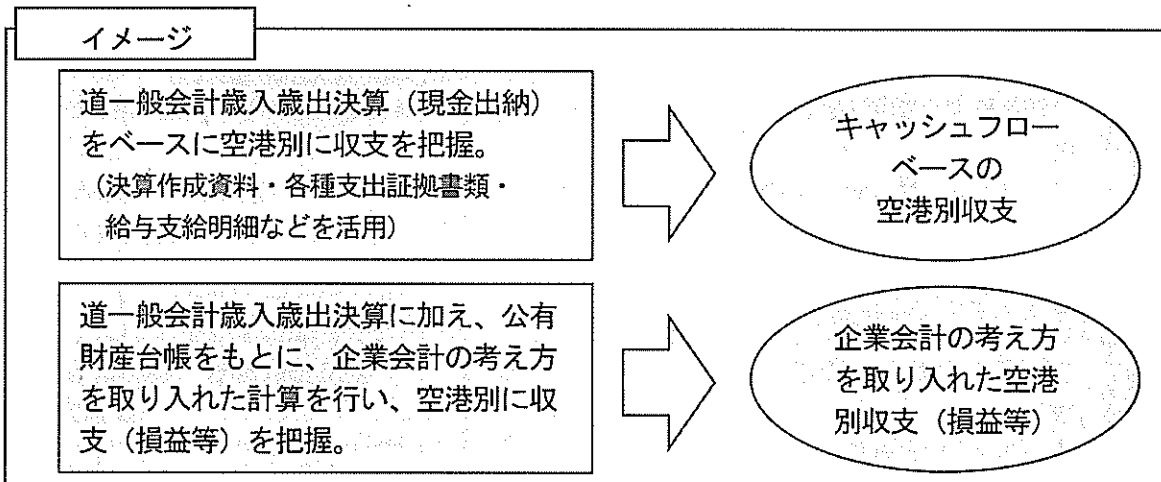 イメージ
道一般会計歳入歳出決算（現金出納）
をベースに空港別に収支を把握。
（決算作成資料・各種支出証拠書類・
給与支給明細などを活用）
キャッシュフロー
ベースの
空港別収支
道一般会計歳入歳出決算に加え、公有
財産台帳をもとに、企業会計の考え方
を取り入れた計算を行い、空港別に収
支（損益等）を把握。
企業会計の考え方
を取り入れた空港
別収支（損益等）